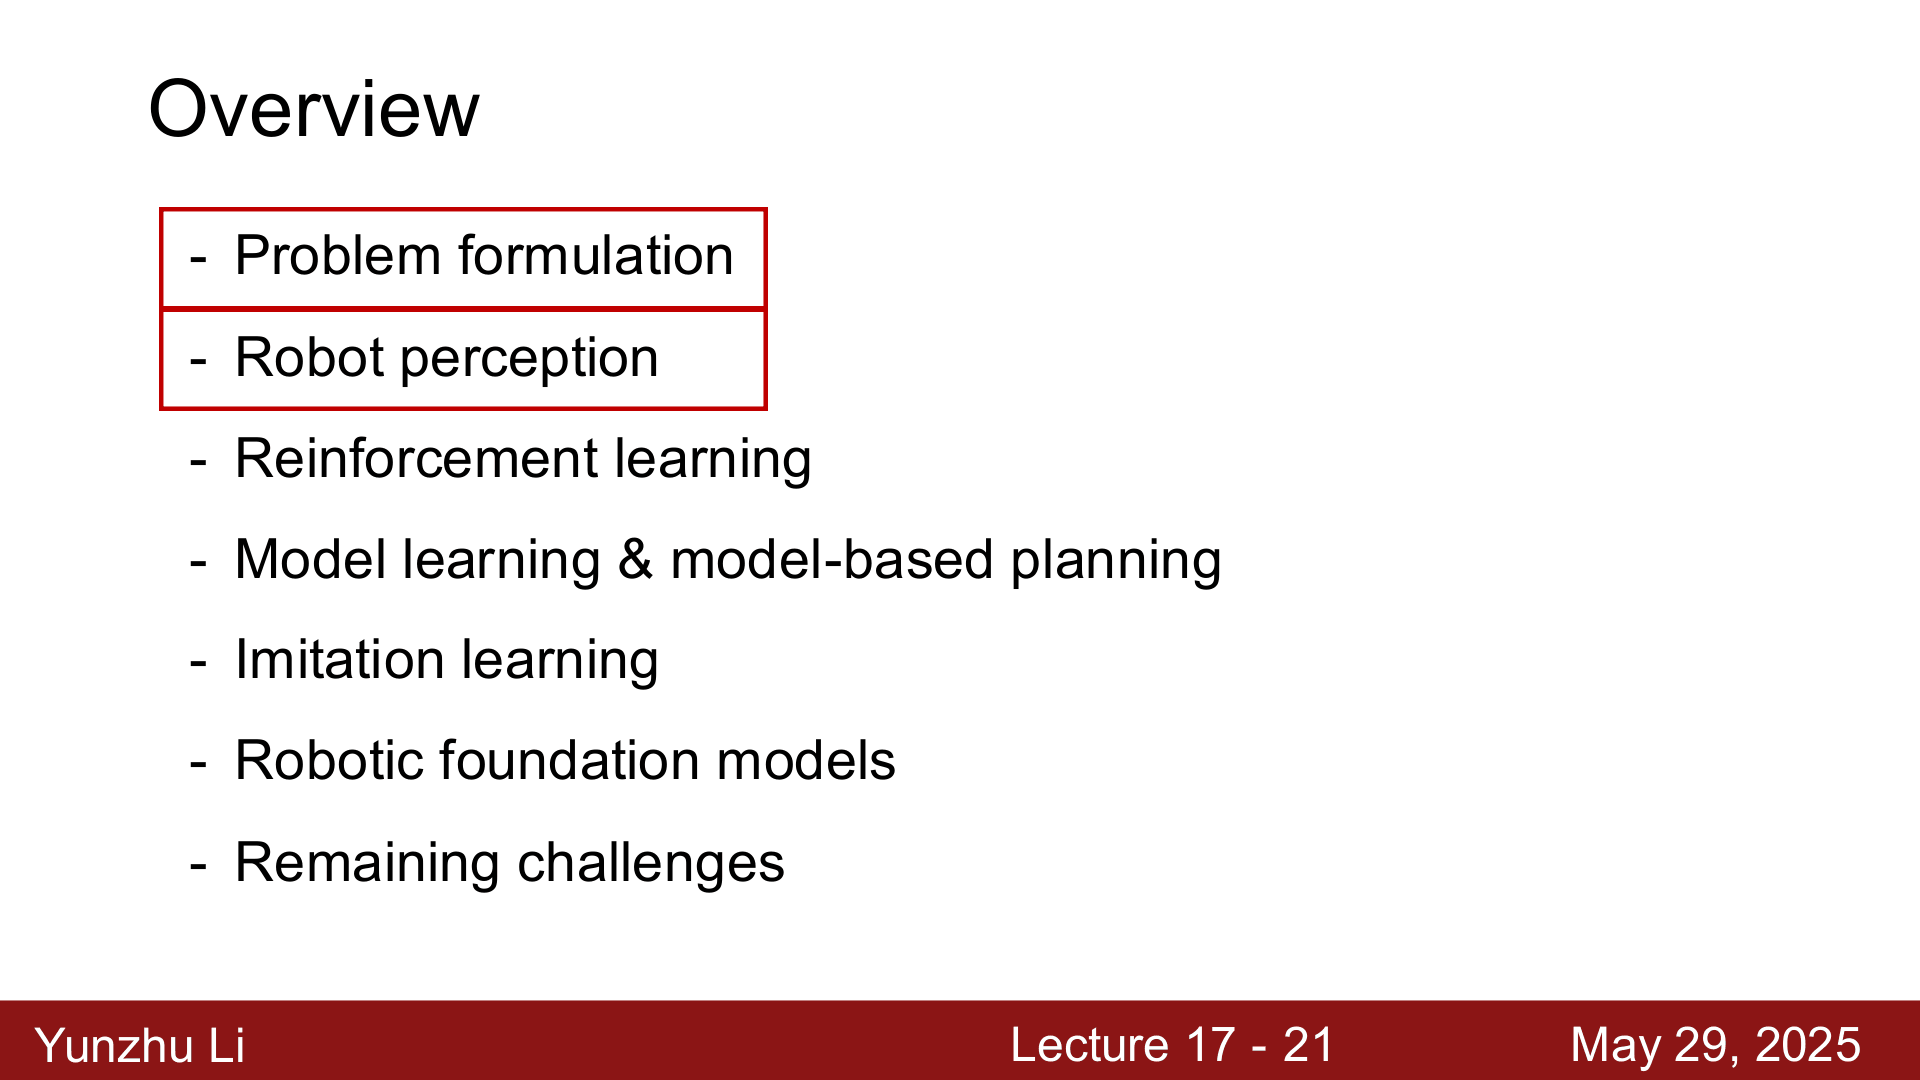 Overview
- Problem formulation
- Robot perception
- Reinforcement learning
- Model learning & model-based planning
- Imitation learning
- Robotic foundation models
- Remaining challenges
Yunzhu Li
Lecture 17 - 21
May 29, 2025